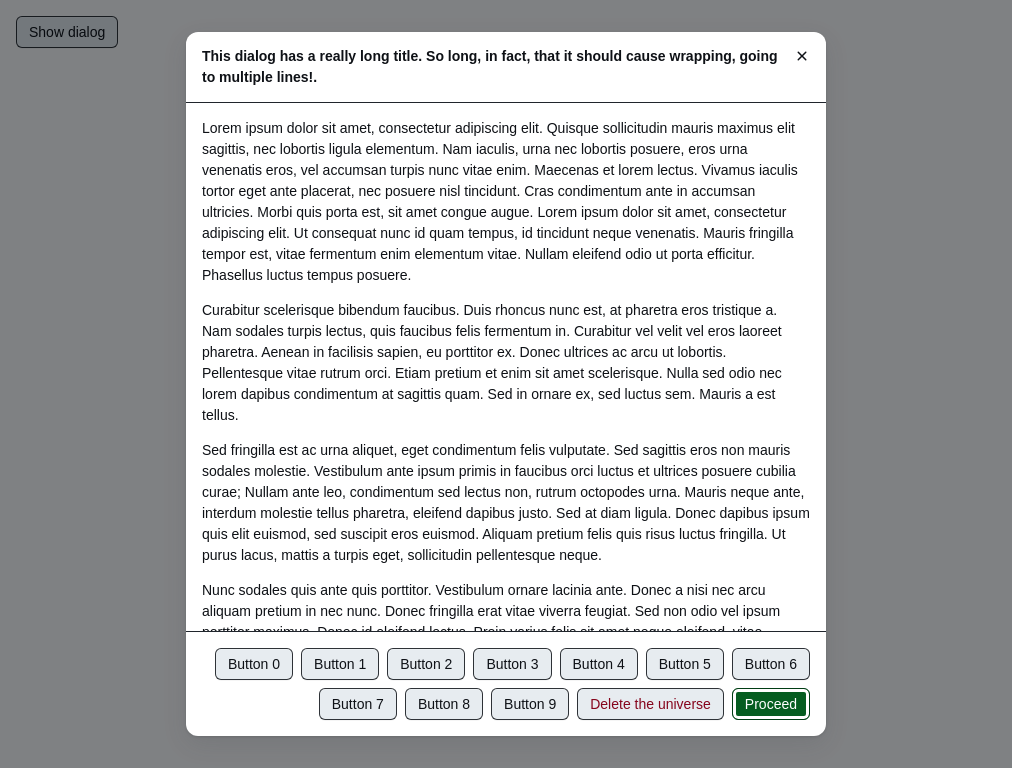 Show dialog
This dialog has a really long title. So long, in fact, that it should cause wrapping, going
to multiple lines!.
Lorem ipsum dolor sit amet, consectetur adipiscing elit. Quisque sollicitudin mauris maximus elit
sagittis, nec lobortis ligula elementum. Nam iaculis, urna nec lobortis posuere, eros urna
venenatis eros, vel accumsan turpis nunc vitae enim. Maecenas et lorem lectus. Vivamus iaculis
tortor eget ante placerat, nec posuere nisl tincidunt. Cras condimentum ante in accumsan
ultricies. Morbi quis porta est, sit amet congue augue. Lorem ipsum dolor sit amet, consectetur
adipiscing elit. Ut consequat nunc id quam tempus, id tincidunt neque venenatis. Mauris fringilla
tempor est, vitae fermentum enim elementum vitae. Nullam eleifend odio ut porta efficitur.
Phasellus luctus tempus posuere.
Curabitur scelerisque bibendum faucibus. Duis rhoncus nunc est, at pharetra eros tristique a.
Nam sodales turpis lectus, quis faucibus felis fermentum in. Curabitur vel velit vel eros laoreet
pharetra. Aenean in facilisis sapien, eu porttitor ex. Donec ultrices ac arcu ut lobortis.
Pellentesque vitae rutrum orci. Etiam pretium et enim sit amet scelerisque. Nulla sed odio nec
lorem dapibus condimentum at sagittis quam. Sed in ornare ex, sed luctus sem. Mauris a est
tellus.
Sed fringilla est ac urna aliquet, eget condimentum felis vulputate. Sed sagittis eros non mauris
sodales molestie. Vestibulum ante ipsum primis in faucibus orci luctus et ultrices posuere cubilia
curae; Nullam ante leo, condimentum sed lectus non, rutrum octopodes urna. Mauris neque ante,
interdum molestie tellus pharetra, eleifend dapibus justo. Sed at diam ligula. Donec dapibus ipsum
quis elit euismod, sed suscipit eros euismod. Aliquam pretium felis quis risus luctus fringilla. Ut
purus lacus, mattis a turpis eget, sollicitudin pellentesque neque.
Nunc sodales quis ante quis porttitor. Vestibulum ornare lacinia ante. Donec a nisi nec arcu
aliquam pretium in nec nunc. Donec fringilla erat vitae viverra feugiat. Sed non odio vel ipsum
porttitor maximus. Donec id eleifend lectus. Proin varius felis sit amet neque eleifend, vitae
Button 0 Button 1 Button 2 Button 3 Button 4 Button 5 Button 6
Button 7 Button 8 Button 9 Delete the universe Proceed